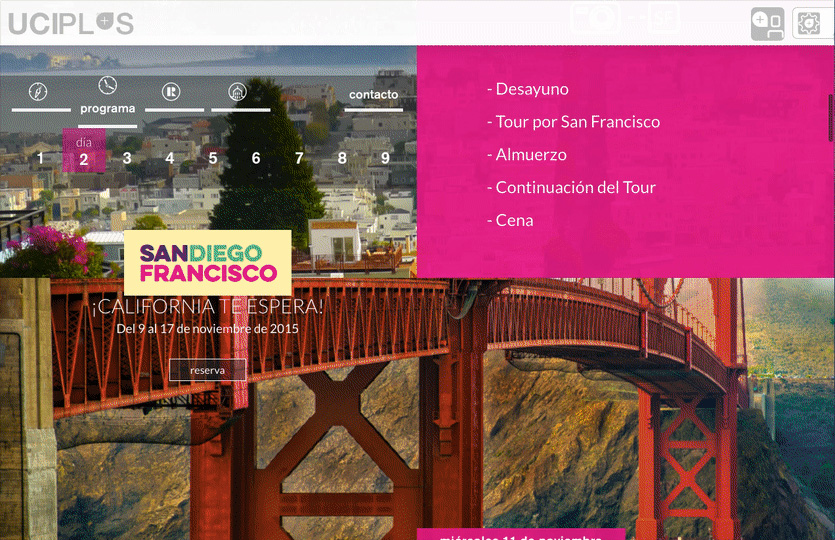 UCIPLUS
programa
contacto
día
1 2 3 4 5 6 7 8 9
- Desayuno
- Tour por San Francisco
- Almuerzo
- Continuación del Tour
- Cena
SANDIEGO
FRANCISCO
¡CALIFORNIA TE ESPERA!
Del 9 al 17 de noviembre de 2015
reserva
miércoles 11 de noviembre